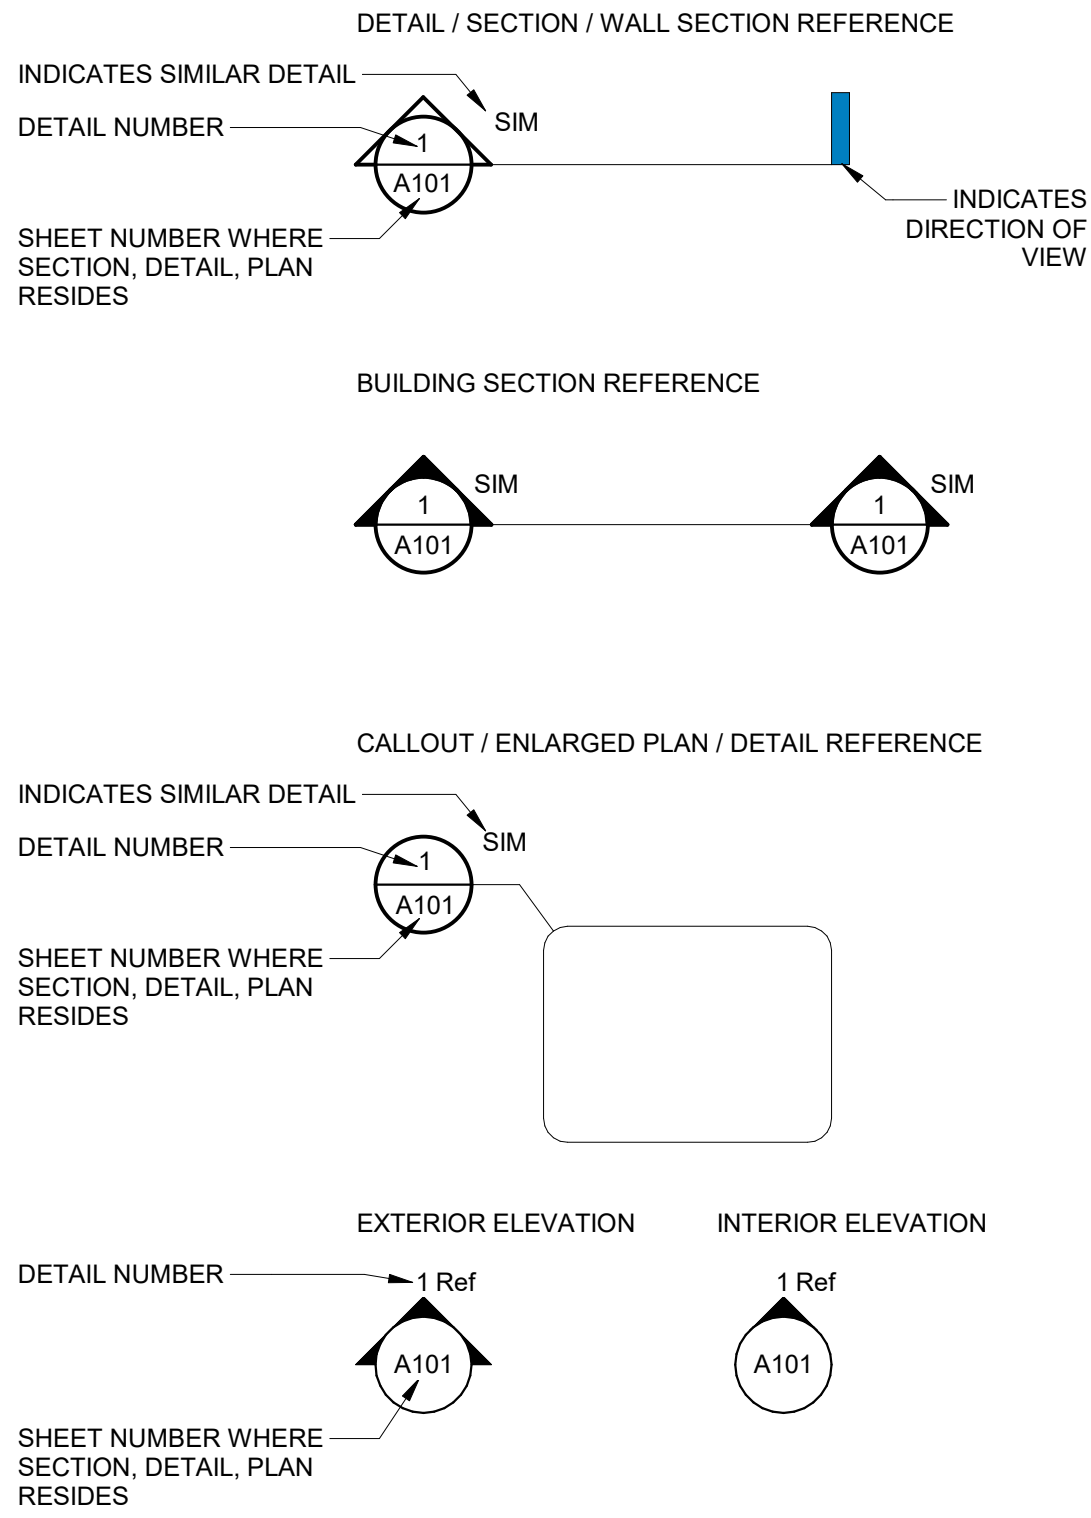 DETAIL / SECTION / WALL SECTION REFERENCE
INDICATES SIMILAR DETAIL
SIM
DETAIL NUMBER
1
A101
INDICATES
DIRECTION OF
VIEW
SHEET NUMBER WHERE
SECTION, DETAIL, PLAN
RESIDES
BUILDING SECTION REFERENCE
SIM
1
A101
SIM
1
A101
CALLOUT / ENLARGED PLAN / DETAIL REFERENCE
INDICATES SIMILAR DETAIL
SIM
DETAIL NUMBER
1
A101
SHEET NUMBER WHERE
SECTION, DETAIL, PLAN
RESIDES
EXTERIOR ELEVATION
INTERIOR ELEVATION
DETAIL NUMBER
1 Ref
1 Ref
A101
A101
SHEET NUMBER WHERE
SECTION, DETAIL, PLAN
RESIDES